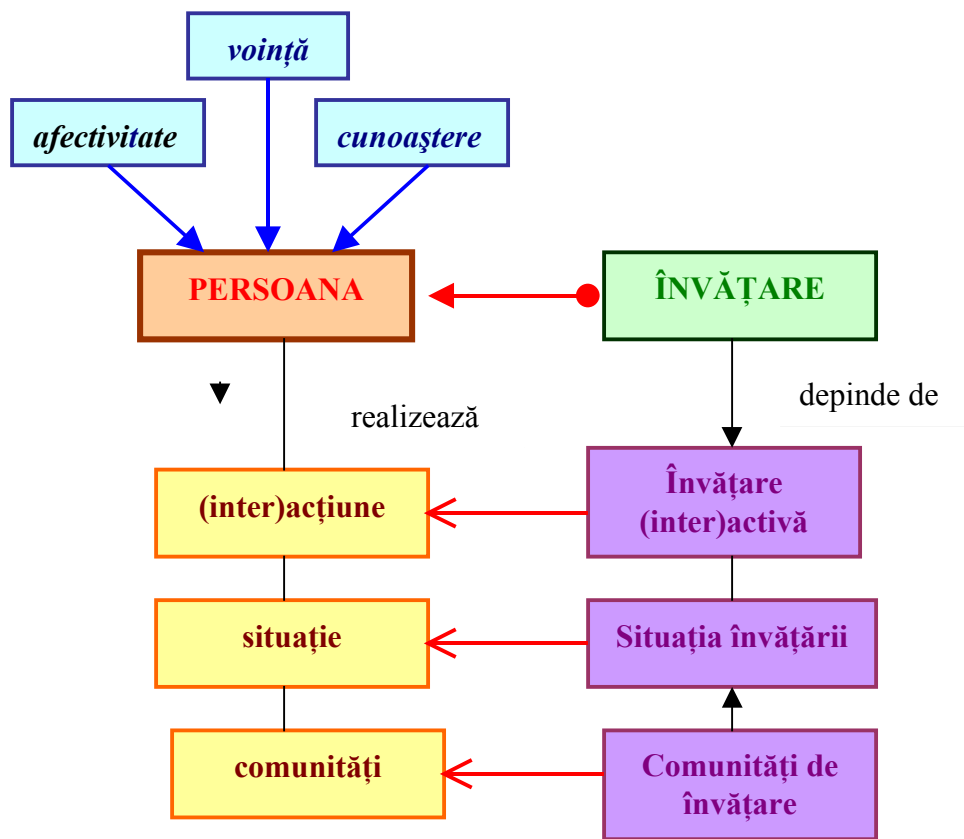 voință
afectivitate
cunoaştere
PERSOANA
ÎNVĂȚARE
realizează
depinde de
(inter)acțiune
Învățare
(inter)activă
situație
Situația învățării
comunități
Comunități de
învățare